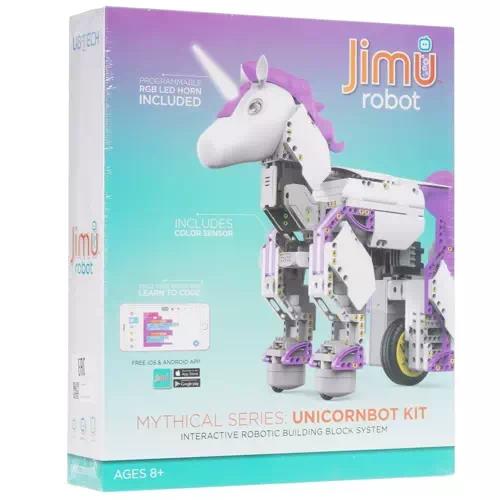 UBTECH
Jimu
robot
PROGRAMMABLE
RGB LED HORN
INCLUDED
INCLUDES
COLOR SENSOR
Jimu
robot
LEARN TO CODE
FREE iOS & ANDROID APP
App Store
Google play
MYTHICAL SERIES: UNICORNBOT KIT
INTERACTIVE ROBOTIC BUILDING BLOCK SYSTEM
AGES 8+